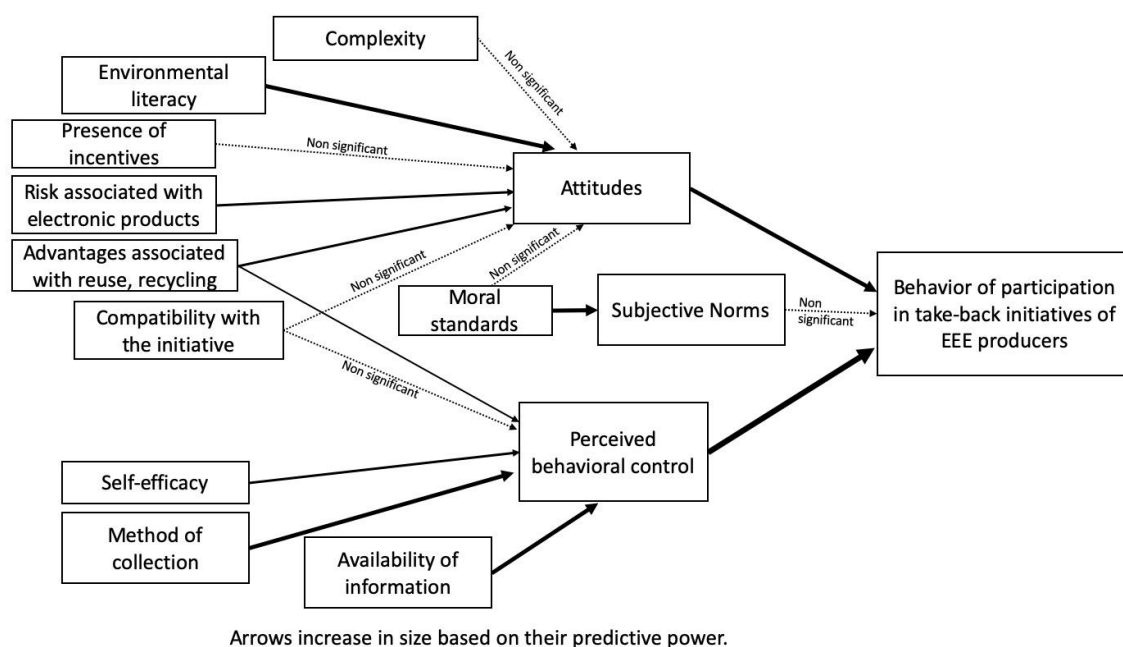 Complexity
Non significant
Environmental
literacy
Presence of
incentives
Non significant
Risk associated with
electronic products
Attitudes
Advantages associated
with reuse, recycling
Non significant
Non significant
Compatibility with
the initiative
Non significant
Moral
standards
Subjective Norms
Non
significant
Behavior of participation
in take-back initiatives of
EEE producers
Perceived
behavioral control
Self-efficacy
Method of
collection
Availability of
information
Arrows increase in size based on their predictive power.